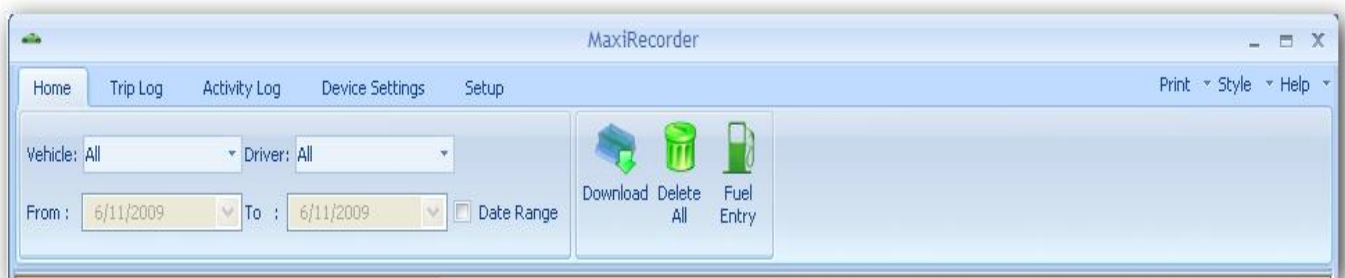 MaxiRecorder
Home Trip Log Activity Log Device Settings Setup Print Style Help
Vehicle: All Driver: All
From : 6/11/2009 To : 6/11/2009 Date Range
Download Delete All Fuel Entry